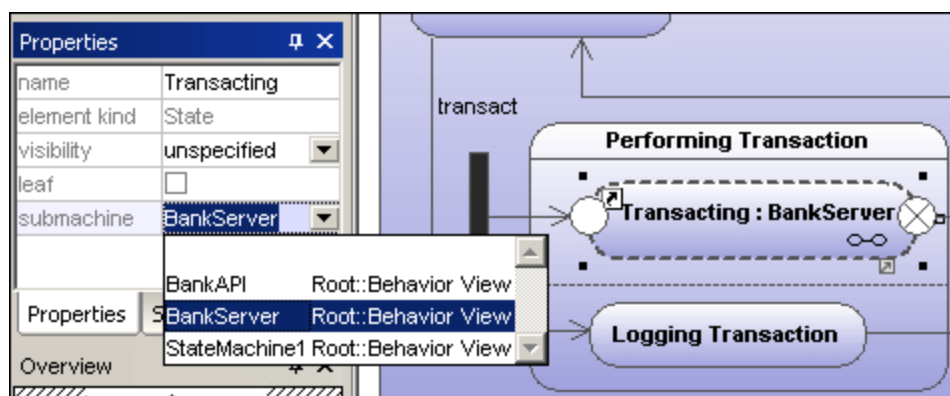 Properties
name Transacting
element kind State
visibility unspecified
leaf
submachine BankServer
BankAPI Root::Behavior View
BankServer Root::Behavior View
StateMachine1 Root::Behavior View
Properties S
Overview
transact
Performing Transaction
Transacting : BankServer
Logging Transaction